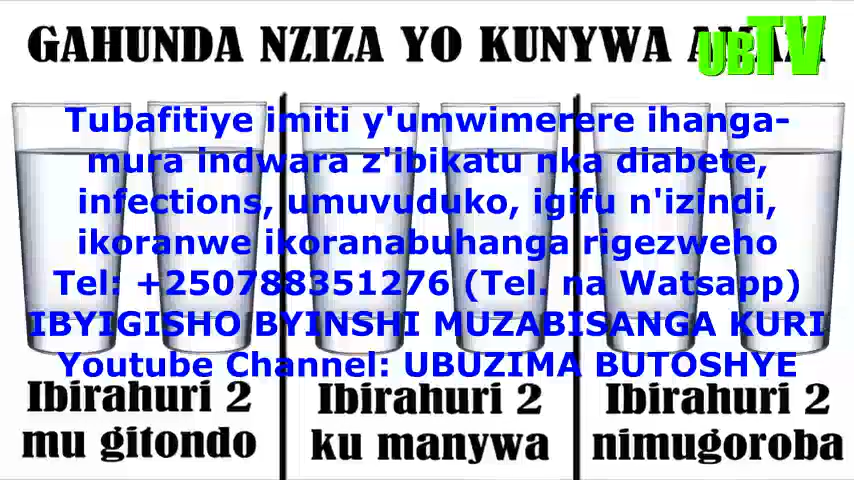 GAHUNDA NZIZA YO KUNYWA
UBTV
Tubafitiye imiti y'umwimerere ihanga-
mura indwara z'ibikatu nka diabete,
infections, umuvuduko, igifu n'izindi,
ikoranwe ikoranabuhanga rigezweho
Tel: +250788351276 (Tel. na Watsapp)
IBYIGISHO BYINSHI MUZABISANGA KURI
Youtube Channel: UBUZIMA BUTOSHYE
Ibirahuri 2
mu gitondo
Ibirahuri 2
ku manywa
Ibirahuri 2
nimugoroba